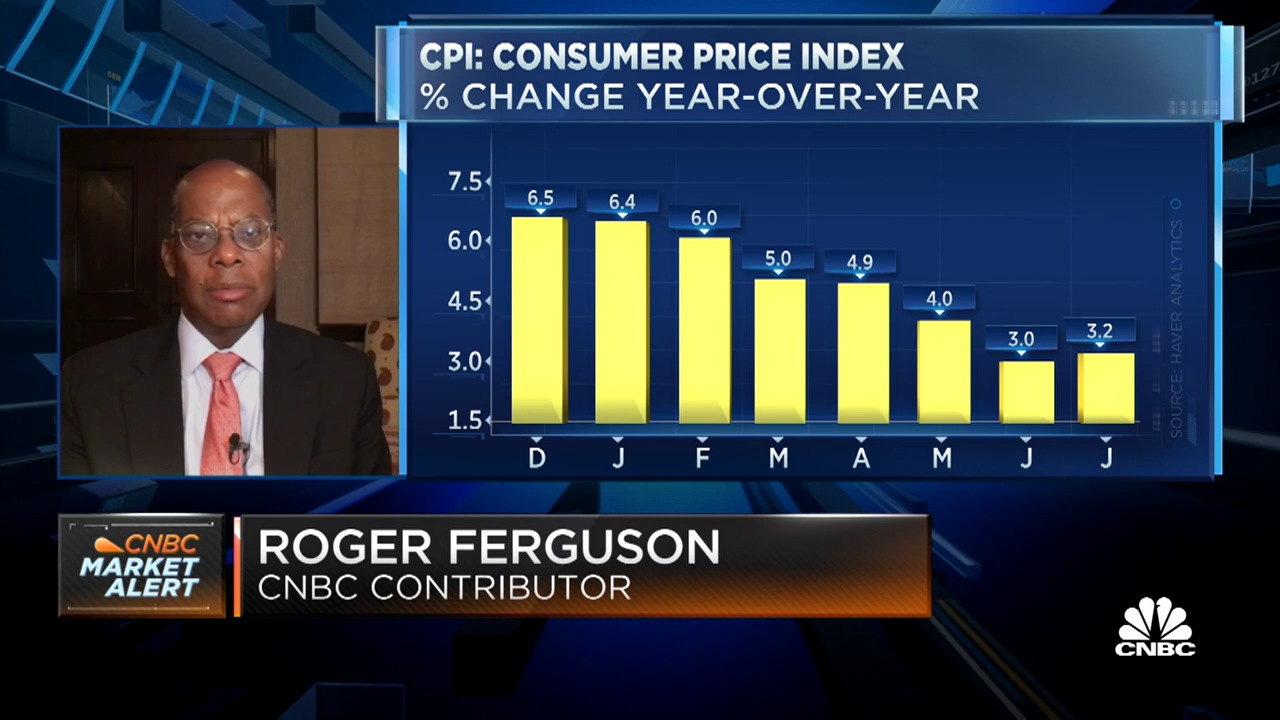 CPI: CONSUMER PRICE INDEX
% CHANGE YEAR-OVER-YEAR
7.5
6.0
4.5
3.0
1.5
6.5
6.4
6.0
5.0
4.9
4.0
3.0
3.2
D J F M A M J J
SOURCE: HAVER ANALYTICS
CNBC
MARKET
ALERT
ROGER FERGUSON
CNBC CONTRIBUTOR
CNBC